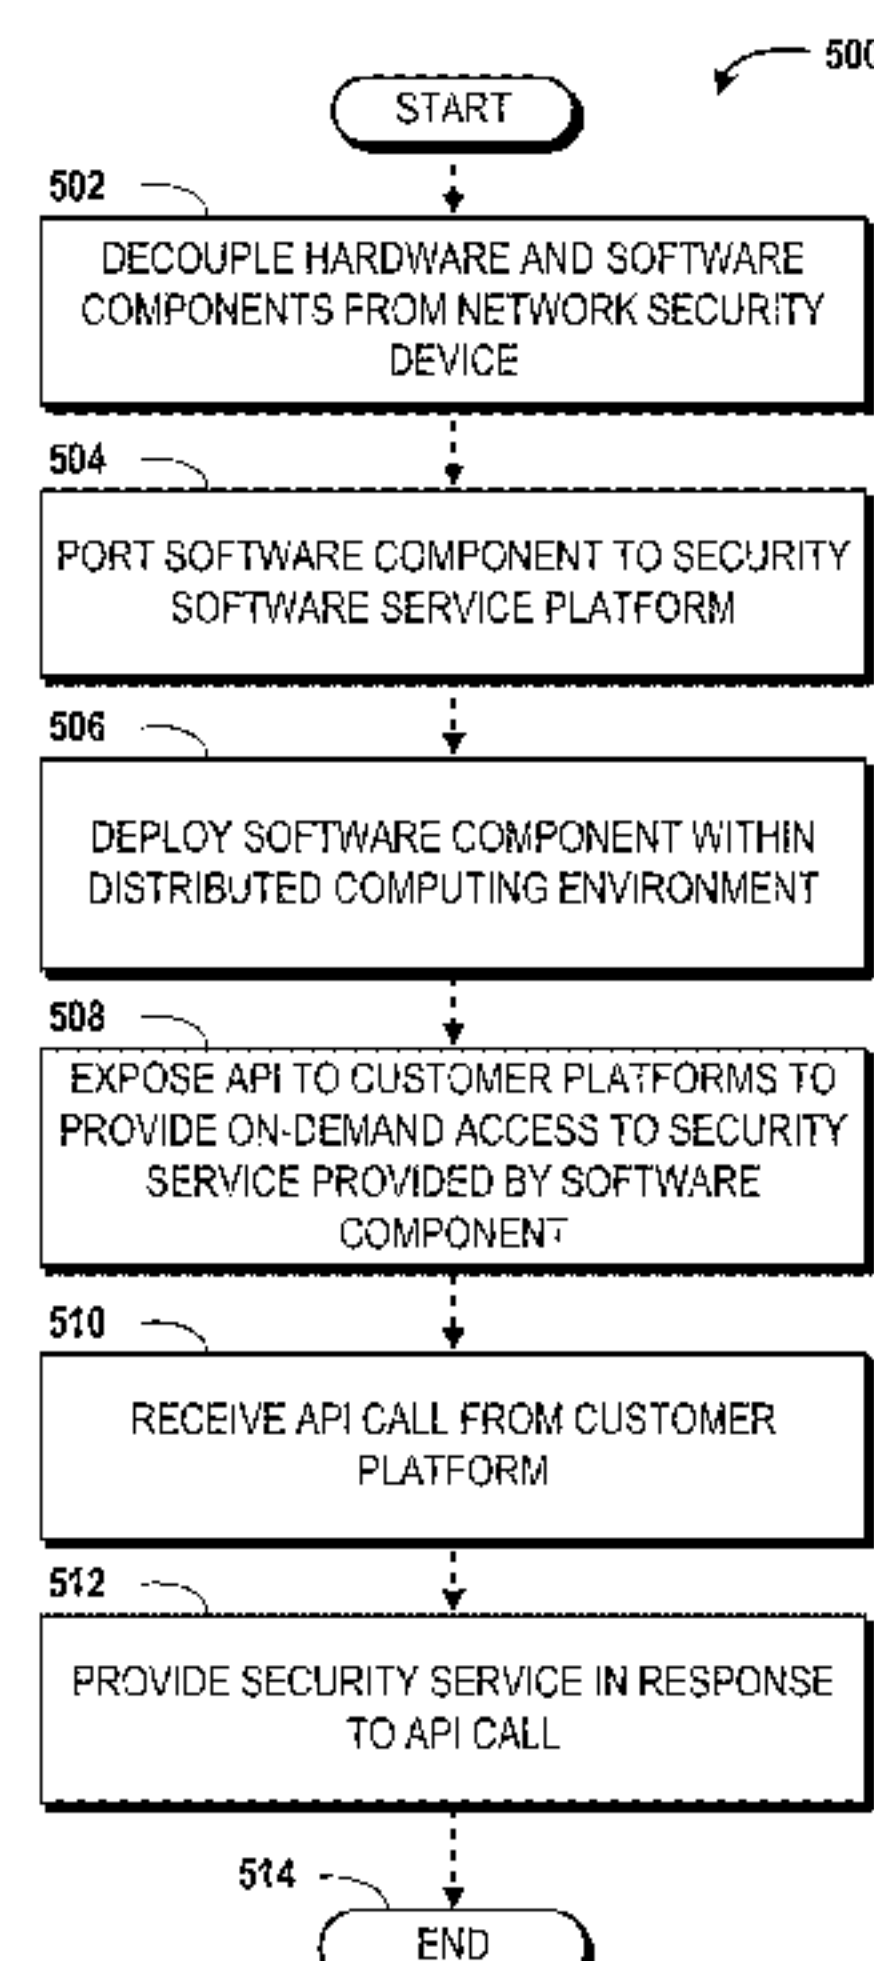 500
START
502
DECOUPLE HARDWARE AND SOFTWARE
COMPONENTS FROM NETWORK SECURITY
DEVICE
504
PORT SOFTWARE COMPONENT TO SECURITY
SOFTWARE SERVICE PLATFORM
506
DEPLOY SOFTWARE COMPONENT WITHIN
DISTRIBUTED COMPUTING ENVIRONMENT
508
EXPOSE API TO CUSTOMER PLATFORMS TO
PROVIDE ON-DEMAND ACCESS TO SECURITY
SERVICE PROVIDED BY SOFTWARE
COMPONENT
510
RECEIVE API CALL FROM CUSTOMER
PLATFORM
512
PROVIDE SECURITY SERVICE IN RESPONSE
TO API CALL
514
END